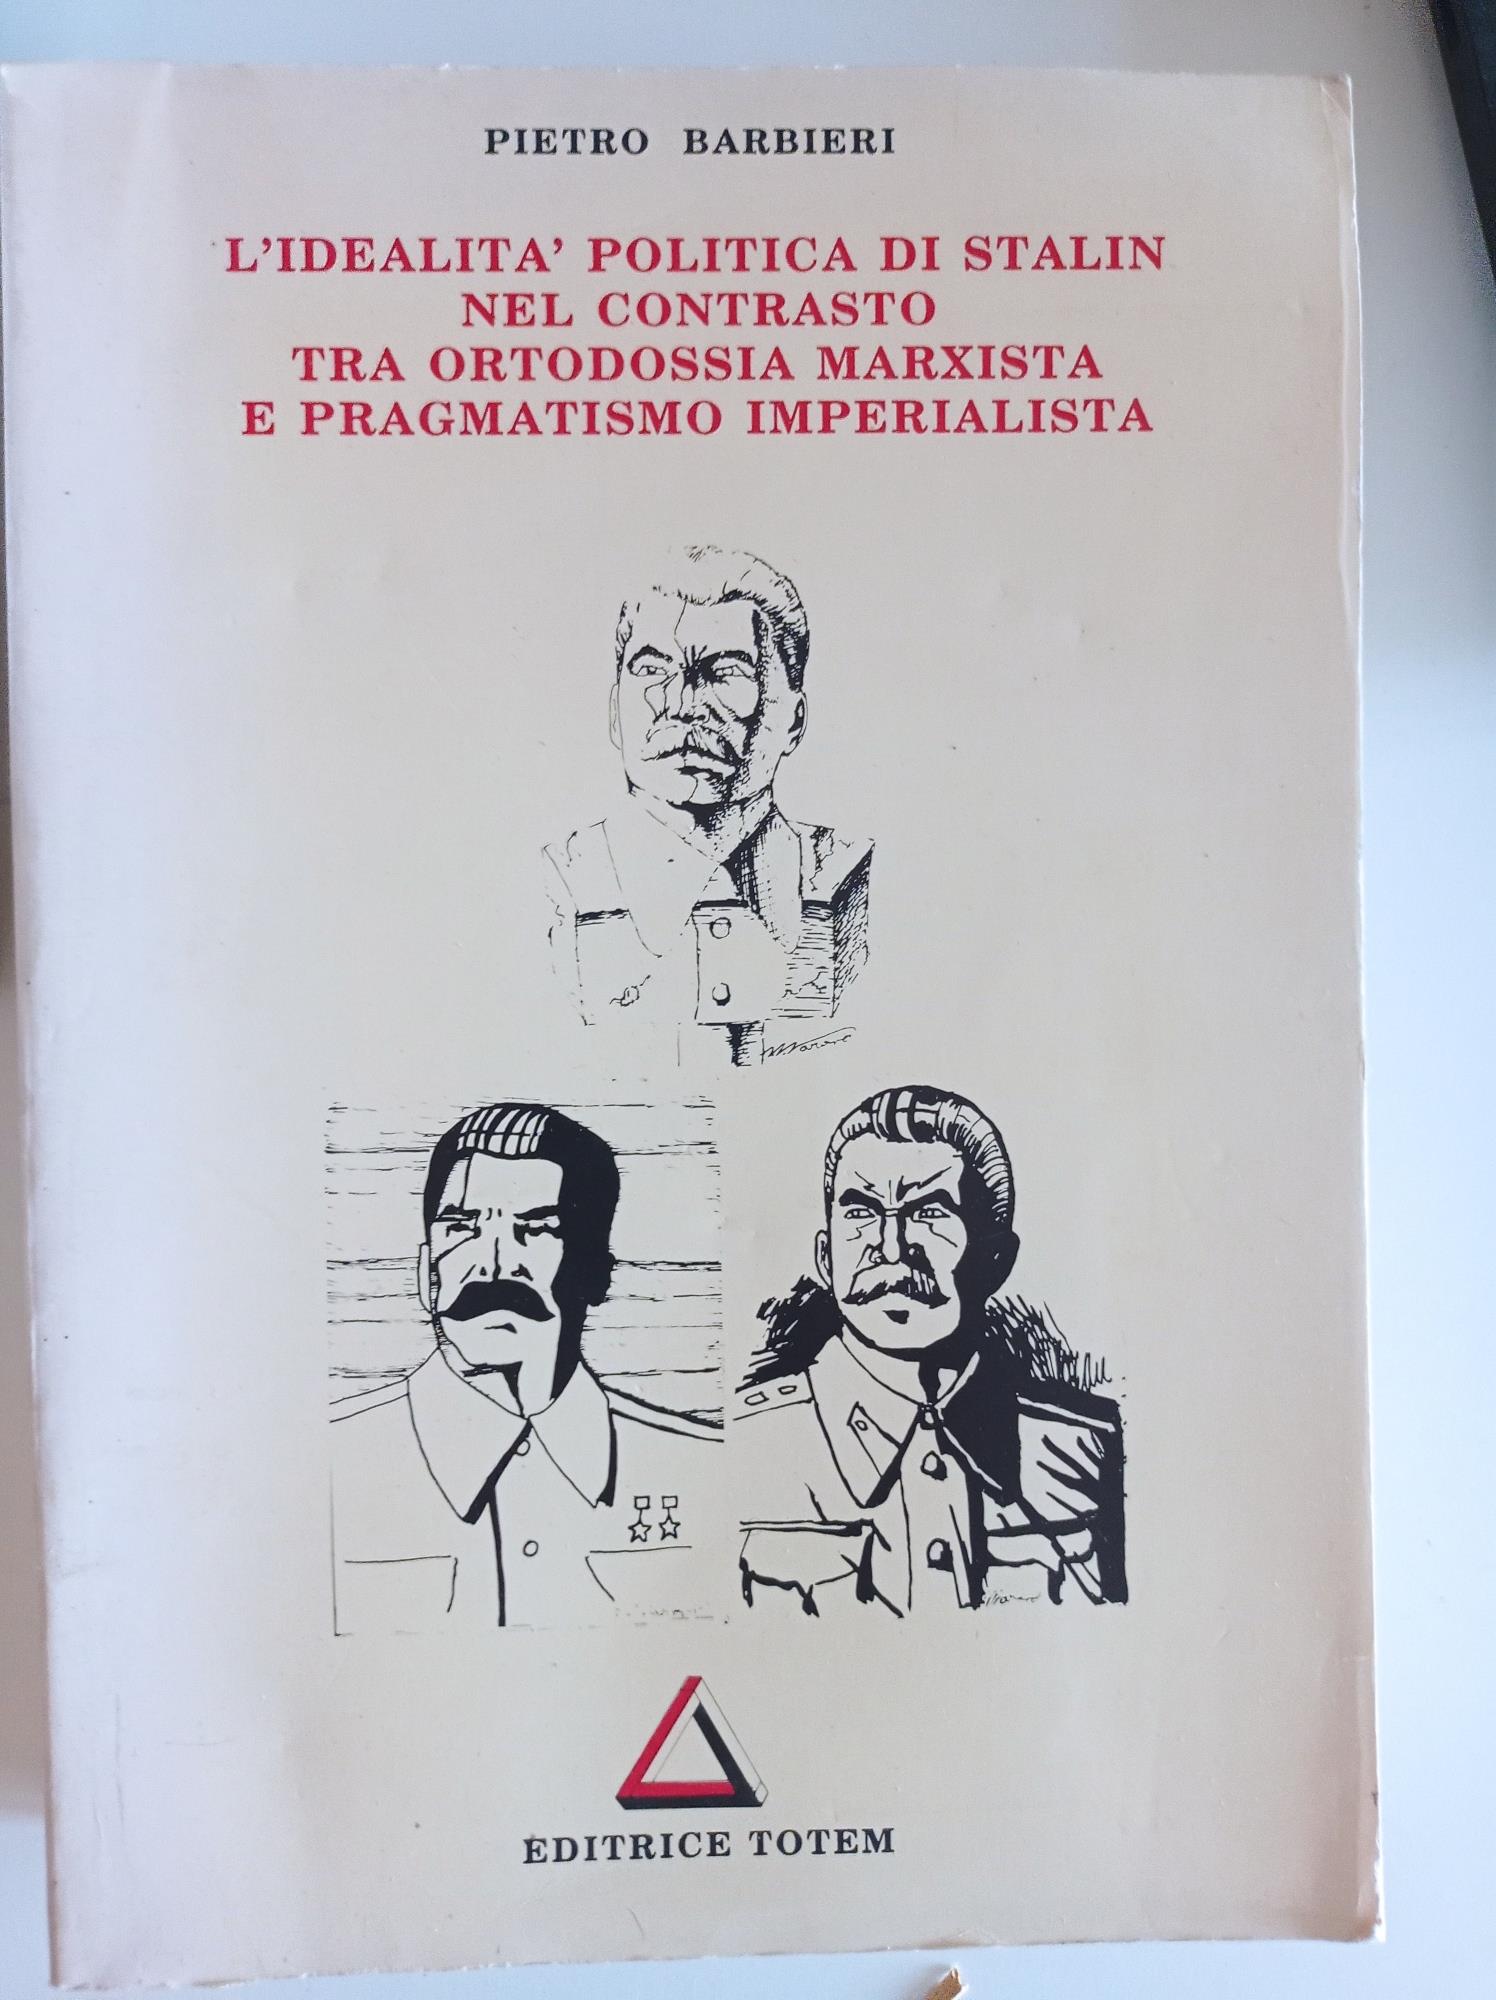 PIETRO BARBIERI
L'IDEALITA' POLITICA DI STALIN
NEL CONTRASTO
TRA ORTODOSSIA MARXISTA
E PRAGMATISMO IMPERIALISTA
EDITRICE TOTEM